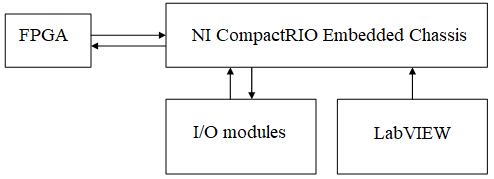 FPGA
NI CompactRIO Embedded Chassis
I/O modules
LabVIEW